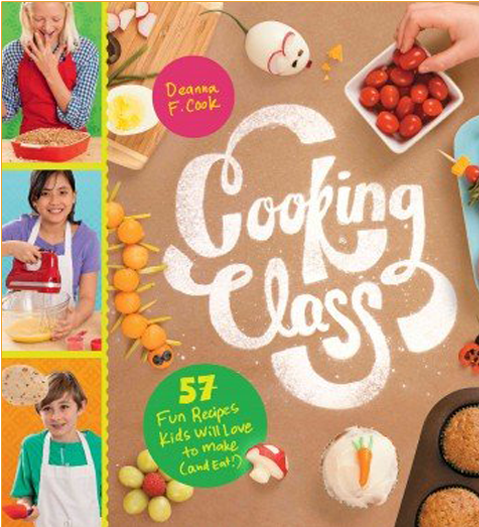 Deanna
F. Cook
Cooking
Class
57
Fun Recipes
Kids Will Love
to Make
(and Eat!)